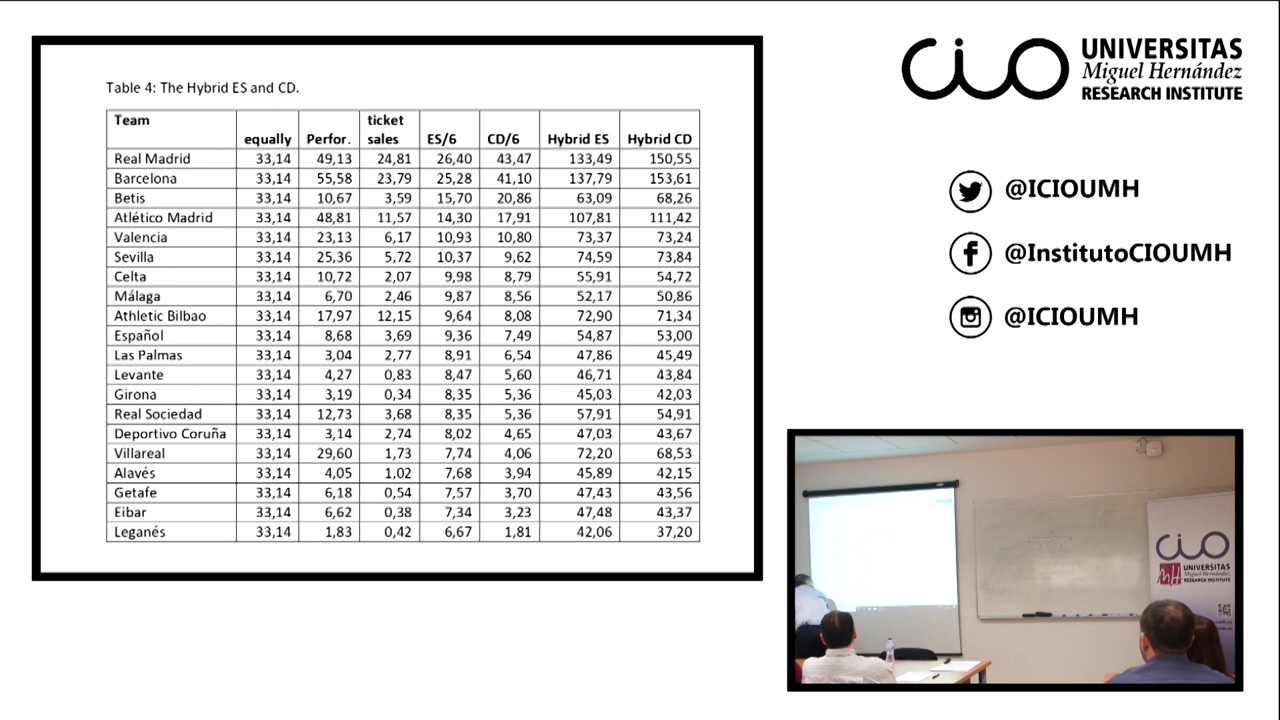 Table 4: The Hybrid ES and CD.
Team equally Perfor. ticket sales ES/6 CD/6 Hybrid ES Hybrid CD
Real Madrid 33,14 49,13 24,81 26,40 43,47 133,49 150,55
Barcelona 33,14 55,58 23,79 25,28 41,10 137,79 153,61
Betis 33,14 10,67 3,59 15,70 20,86 63,09 68,26
Atlético Madrid 33,14 48,81 11,57 14,30 17,91 107,81 111,42
Valencia 33,14 23,13 6,17 10,93 10,80 73,37 73,24
Sevilla 33,14 25,36 5,72 10,37 9,62 74,59 73,84
Celta 33,14 10,72 2,07 9,98 8,79 55,91 54,72
Málaga 33,14 6,70 2,46 9,87 8,56 52,17 50,86
Athletic Bilbao 33,14 17,97 12,15 9,64 8,08 72,90 71,34
Español 33,14 8,68 3,69 9,36 7,49 54,87 53,00
Las Palmas 33,14 3,04 2,77 8,91 6,54 47,86 45,49
Levante 33,14 4,27 0,83 8,47 5,60 46,71 43,84
Girona 33,14 3,19 0,34 8,35 5,36 45,03 42,03
Real Sociedad 33,14 12,73 3,68 8,35 5,36 57,91 54,91
Deportivo Coruña 33,14 3,14 2,74 8,02 4,65 47,03 43,67
Villareal 33,14 29,60 1,73 7,74 4,06 72,20 68,53
Alavés 33,14 4,05 1,02 7,68 3,94 45,89 42,15
Getafe 33,14 6,18 0,54 7,57 3,70 47,43 43,56
Eibar 33,14 6,62 0,38 7,34 3,23 47,48 43,37
Leganés 33,14 1,83 0,42 6,67 1,81 42,06 37,20
cio UNIVERSITAS
Miguel Hernández
RESEARCH INSTITUTE
@ICIOUMH
@InstitutoCIOUMH
@ICIOUMH
cio
UNIVERSITAS
Miguel Hernández
RESEARCH INSTITUTE